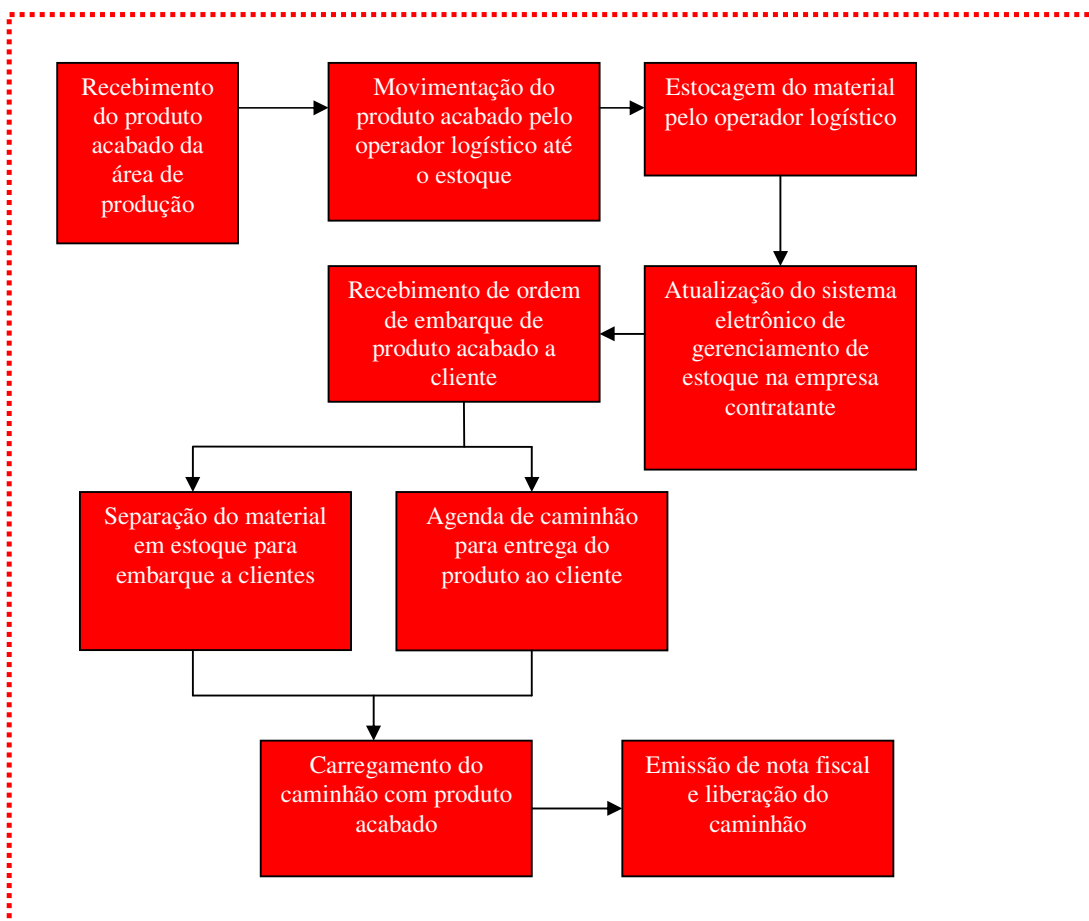 Recebimento
do produto
acabado da
área de
produção
Movimentação do
produto acabado pelo
operador logístico até
o estoque
Estocagem do material
pelo operador logístico
Atualização do sistema
eletrônico de
gerenciamento de
estoque na empresa
contratante
Recebimento de ordem
de embarque de
produto acabado a
cliente
Separação do material
em estoque para
embarque a clientes
Agenda de caminhão
para entrega do
produto ao cliente
Carregamento do
caminhão com produto
acabado
Emissão de nota fiscal
e liberação do
caminhão